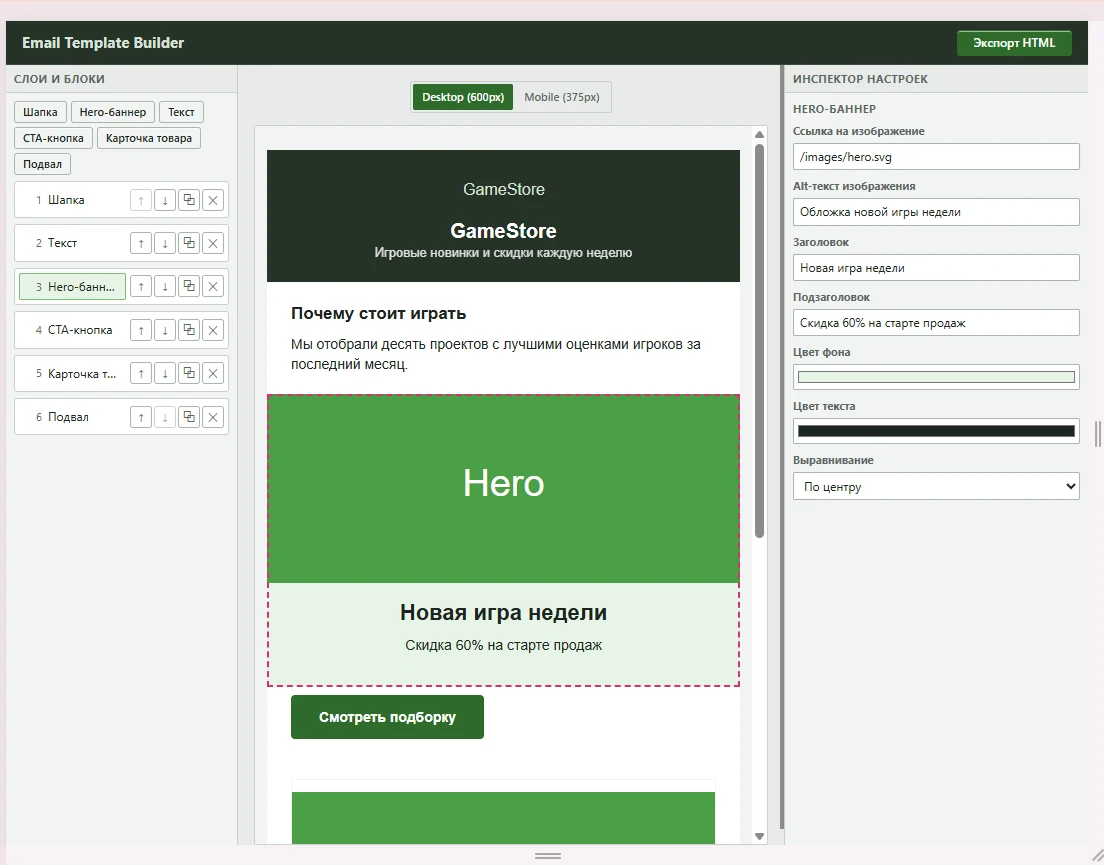 Email Template Builder
Экспорт HTML
СЛОИ И БЛОКИ
Шапка
Hero-баннер
Текст
CTA-кнопка
Карточка товара
Подвал
1 Шапка
2 Текст
3 Hero-банн...
4 CTA-кнопка
5 Карточка т...
6 Подвал
Desktop (600px)
Mobile (375px)
GameStore
GameStore
Игровые новинки и скидки каждую неделю
Почему стоит играть
Мы отобрали десять проектов с лучшими оценками игроков за
последний месяц.
Hero
Новая игра недели
Скидка 60% на старте продаж
Смотреть подборку
ИНСПЕКТОР НАСТРОЕК
HERO-БАННЕР
Ссылка на изображение
/images/hero.svg
Alt-текст изображения
Обложка новой игры недели
Заголовок
Новая игра недели
Подзаголовок
Скидка 60% на старте продаж
Цвет фона
Цвет текста
Выравнивание
По центру